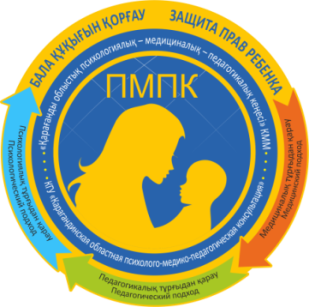 БАЛА ҚҰҚЫҒЫН ҚОРҒАУ
ЗАЩИТА ПРАВ РЕБЕНКА
«Қарағанды облыстық психологиялық – медициналық – педагогикалық кеңесі» КММ
ПМПК
КГУ «Карагандинская областная психолого-медико-педагогическая консультация»
Психологиялық тұрғыдан қарау
Психологический подход
Медициналық тұрғыдан қарау
Медицинский подход
Педагогикалық тұрғыдан қарау
Педагогический подход